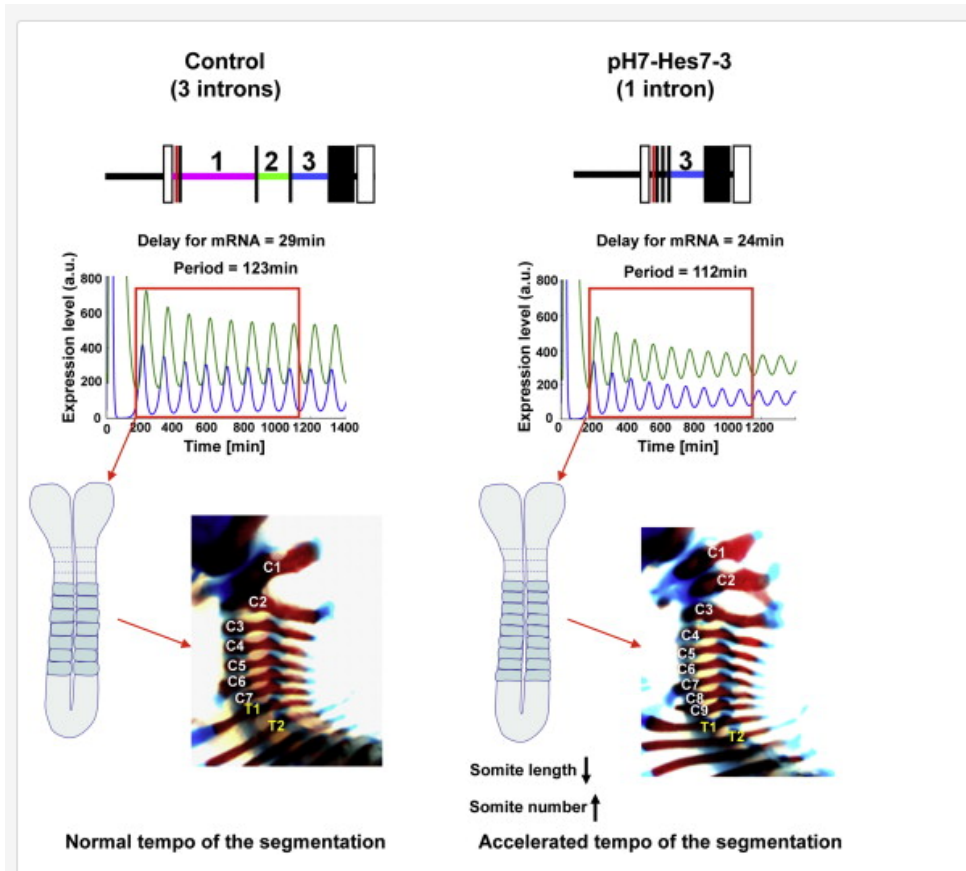 Control
(3 introns)
1 2 3
Delay for mRNA = 29min
Period = 123min
Expression level (a.u.)
800
600
400
200
0
0 200 400 600 800 1000 1200 1400
Time [min]
C1
C2
C3
C4
C5
C6
C7
T1
T2
Normal tempo of the segmentation
pH7-Hes7-3
(1 intron)
3
Delay for mRNA = 24min
Period = 112min
Expression level (a.u.)
800
600
400
200
0
0 200 400 600 800 1000 1200
Time [min]
C1
C2
C3
C4
C5
C6
C7
C8
C9
T1
T2
Somite length ↓
Somite number ↑
Accelerated tempo of the segmentation